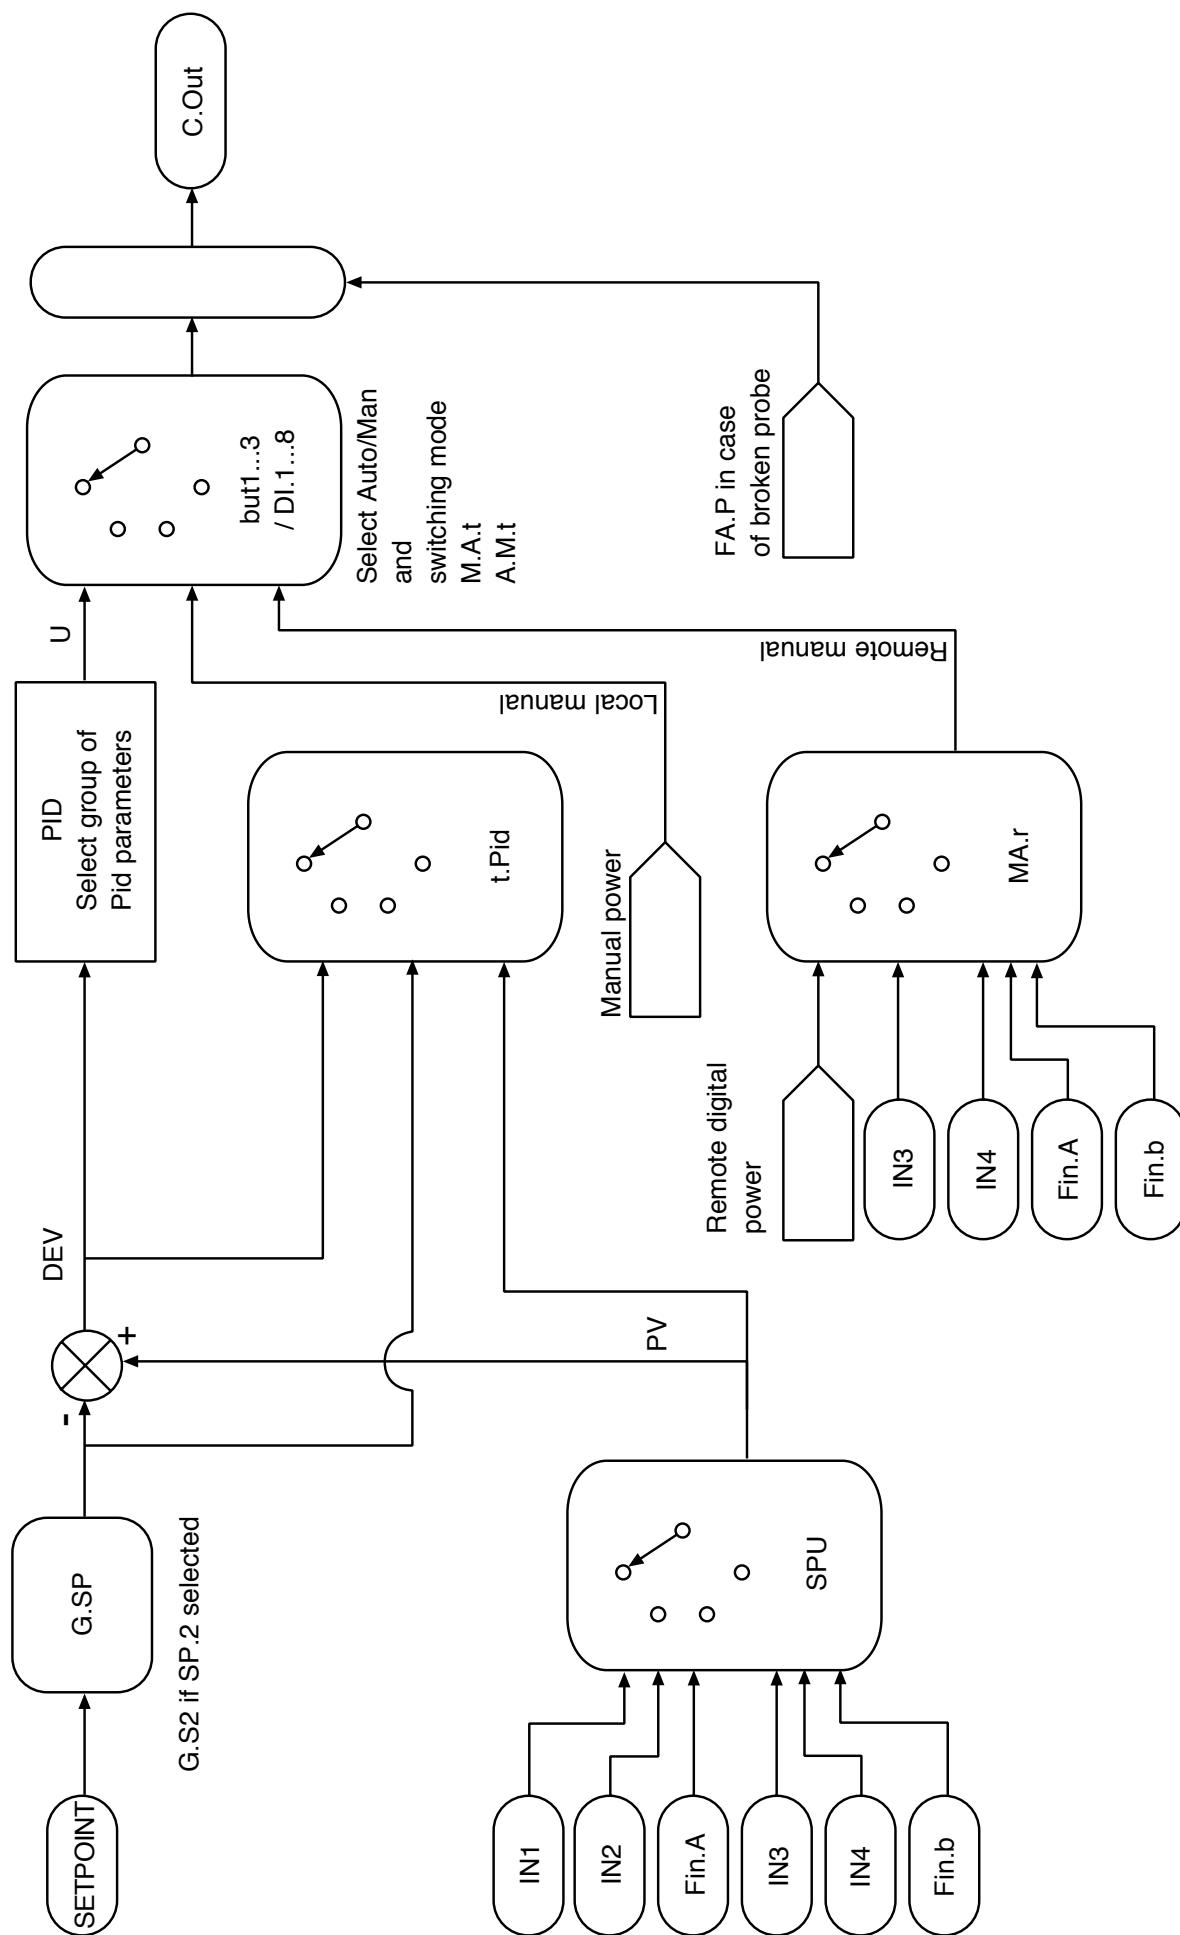 SETPOINT
G.SP
G.S2 if SP.2 selected
-
+
DEV
PID
Select group of
Pid parameters
U
but1...3
/ DI.1...8
Select Auto/Man
and
switching mode
M.A.t
A.M.t
C.Out
t.Pid
Local manual
Manual power
Remote manual
FA.P in case
of broken probe
IN1
IN2
Fin.A
IN3
IN4
Fin.b
SPU
PV
Remote digital
power
IN3
IN4
Fin.A
Fin.b
MA.r